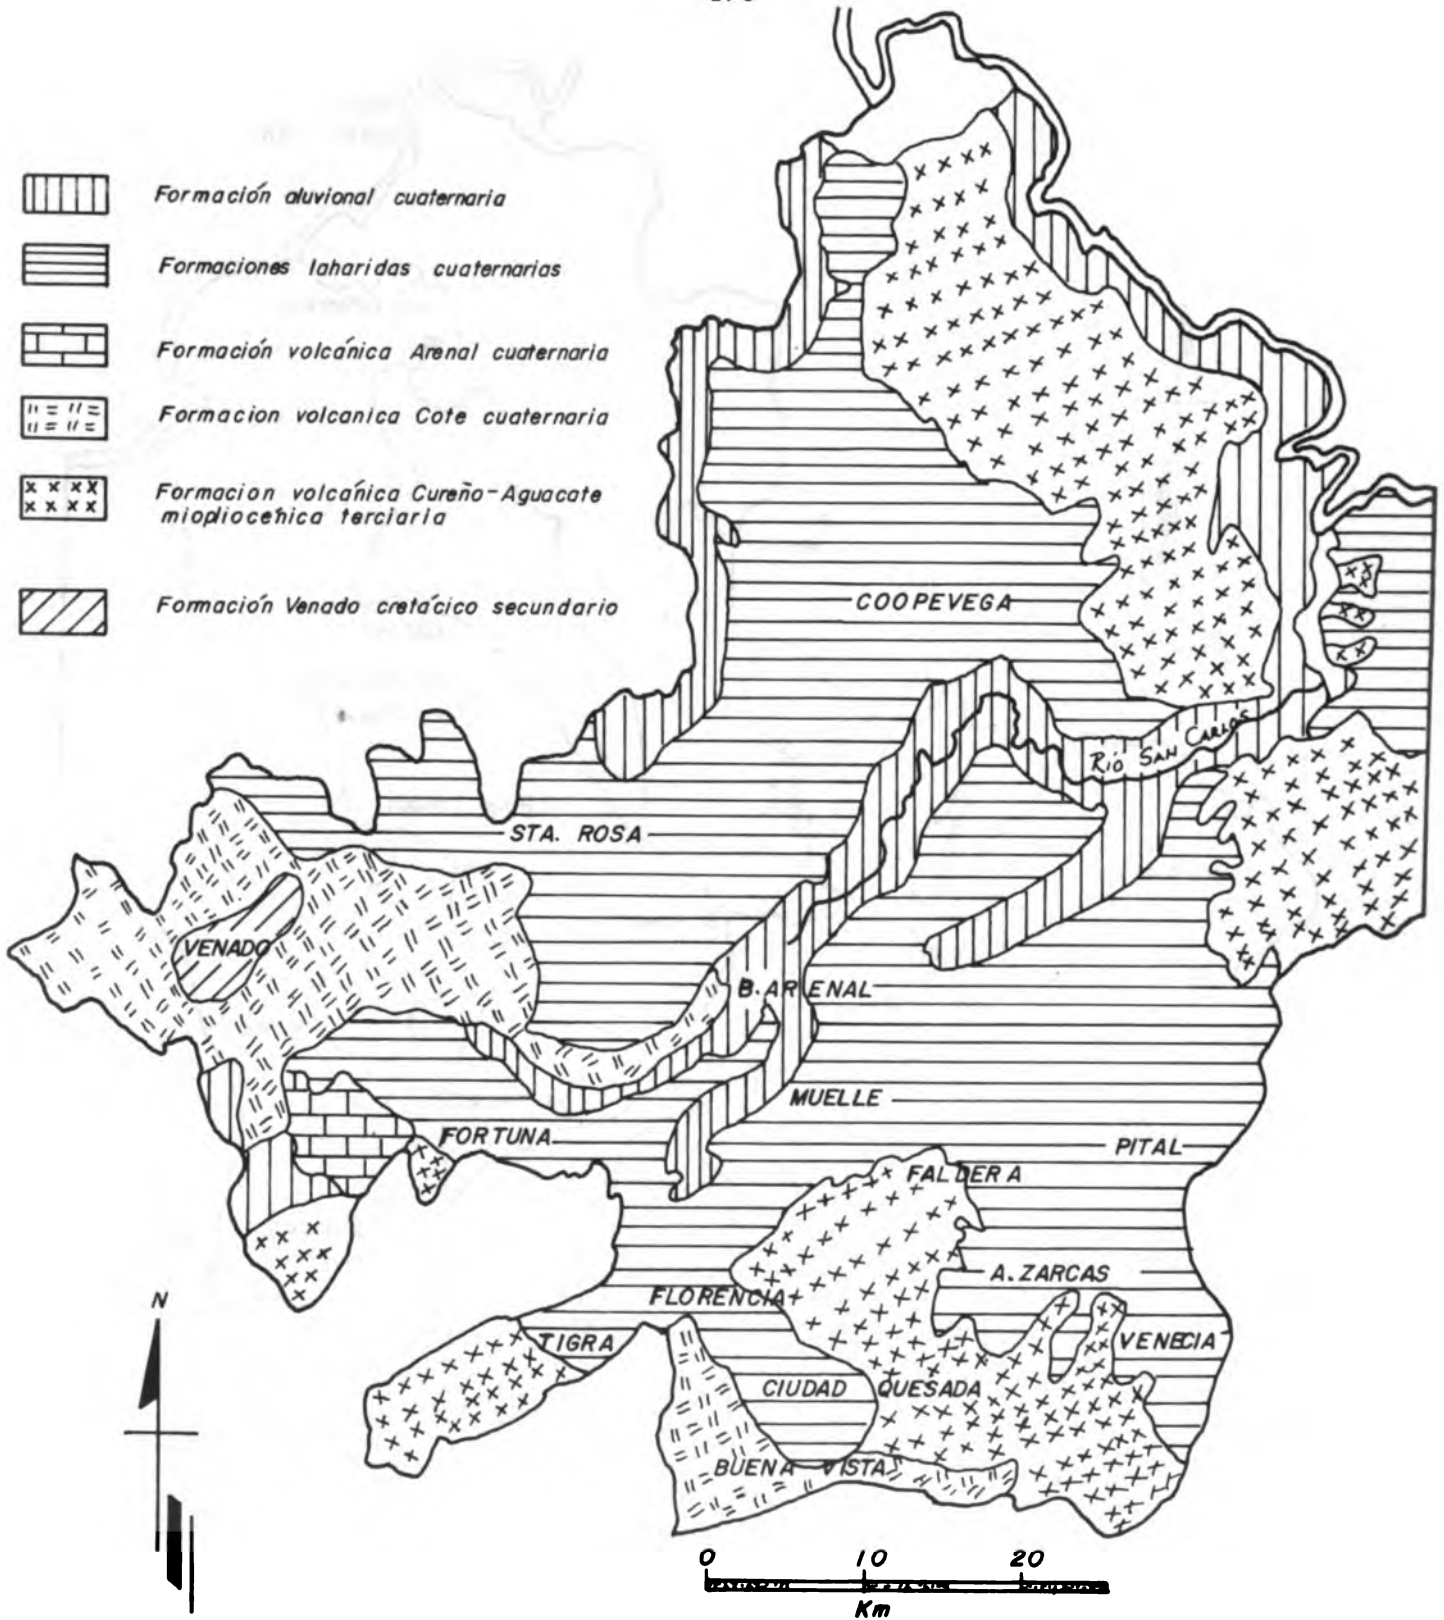 Formación aluvional cuaternaria
Formaciones laharidas cuaternarias
Formación volcánica Arenal cuaternaria
Formacion volcanica Cote cuaternaria
Formacion volcánica Cureño-Aguacate
miopliocénica terciaria
Formación Venado cretácico secundario
COOPEVEGA
RIÓ SAN CARLOS
STA. ROSA
VENADO
B. ARENAL
MUELLE
FORTUNA
PITAL
FALDERA
A. ZARCAS
FLORENCIA
N
TIGRA
VENECIA
CIUDAD QUESADA
BUENA VISTA
0 10 20
Km